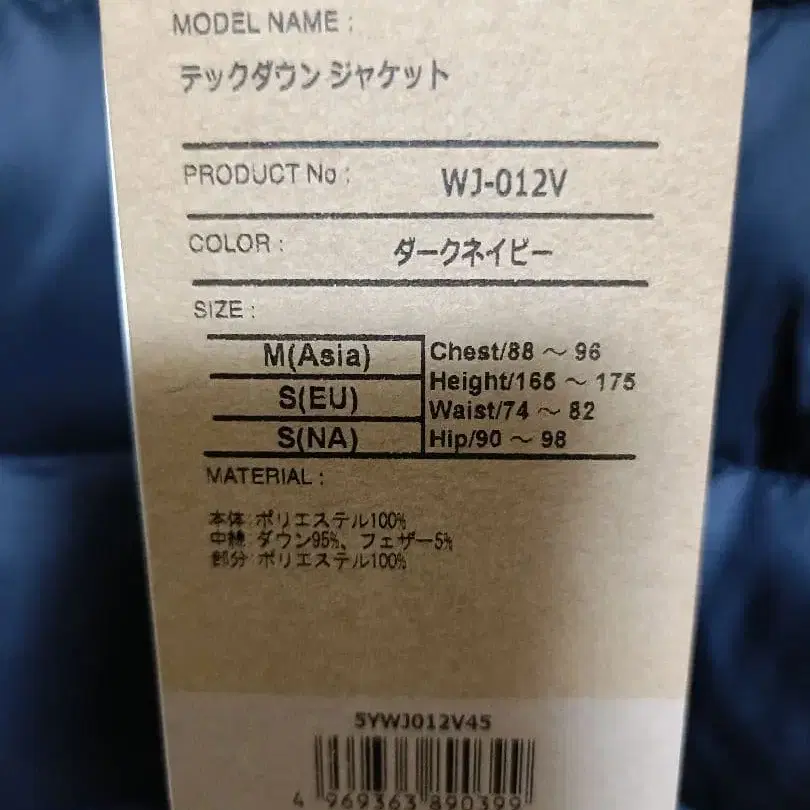 MODEL NAME :
テックダウン ジャケット
PRODUCT No : WJ-012V
COLOR : ダークネイビー
SIZE :
M(Asia) Chest/88 ～ 96
S(EU) Height/165 ～ 175
Waist/74 ～ 82
S(NA) Hip/90 ～ 98
MATERIAL :
本体:ポリエステル100%
中綿:ダウン95%、フェザー5%
部分:ポリエステル100%
5YWJ012V45
4 969363 890399